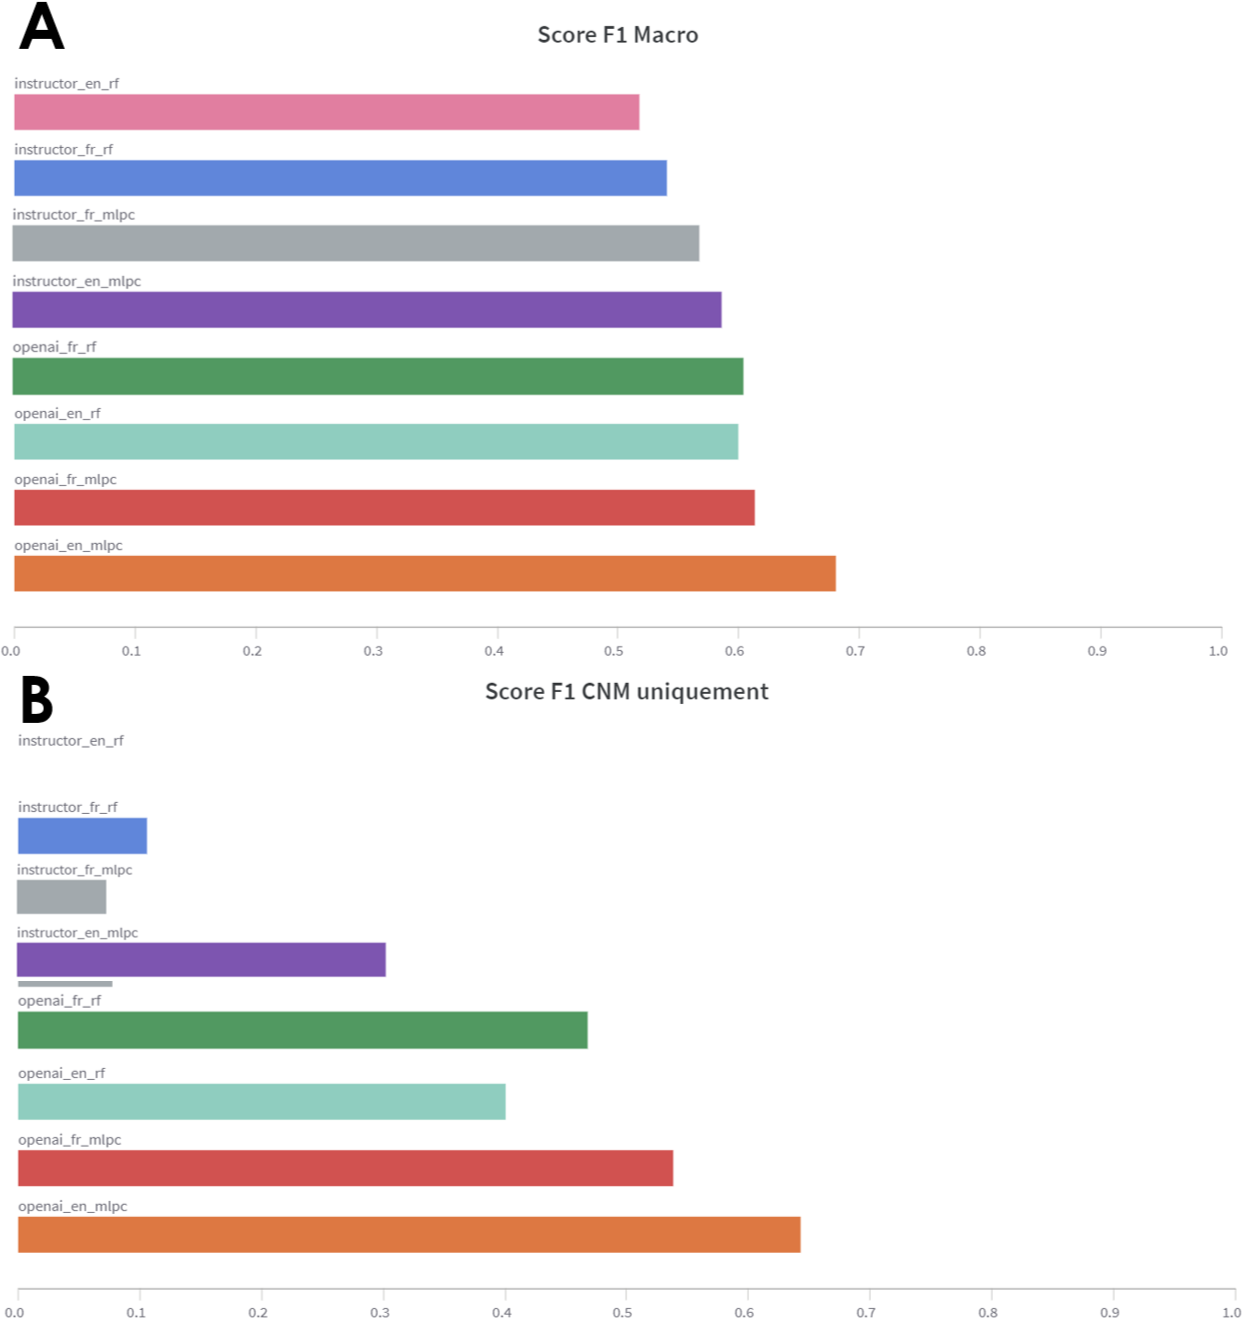 A
Score F1 Macro
instructor_en_rf
instructor_fr_rf
instructor_fr_mlpc
instructor_en_mlpc
openai_fr_rf
openai_en_rf
openai_fr_mlpc
openai_en_mlpc
0.0 0.1 0.2 0.3 0.4 0.5 0.6 0.7 0.8 0.9 1.0
B
Score F1 CNM uniquement
instructor_en_rf
instructor_fr_rf
instructor_fr_mlpc
instructor_en_mlpc
openai_fr_rf
openai_en_rf
openai_fr_mlpc
openai_en_mlpc
0.0 0.1 0.2 0.3 0.4 0.5 0.6 0.7 0.8 0.9 1.0